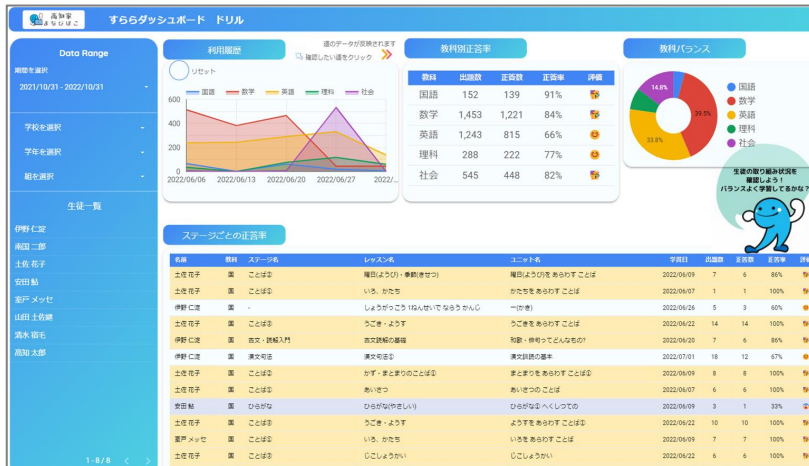 高知家
まなびばこ
すららダッシュボード ドリル
Data Range
期間を選択
2021/10/31 - 2022/10/31
学校を選択
学年を選択
組を選択
生徒一覧
伊野 仁淀
南国 二郎
土佐 花子
安田 鮎
室戸 メッセ
山田 土佐雄
清水 宿毛
高知 太郎
1 - 8 / 8
利用履歴
道のデータが反映されます
確認したい道をクリック
リセット
国語 数学 英語 理科 社会
600
400
200
0
2022/06/06 2022/06/13 2022/06/20 2022/06/27 2022/...
教科別正答率
教科 出題数 正答数 正答率 評価
国語 152 139 91%
数学 1,453 1,221 84%
英語 1,243 815 66%
理科 288 222 77%
社会 545 448 82%
教科バランス
14.8%
39.5%
33.8%
国語
数学
英語
理科
社会
生徒の取り組み状況を
確認しよう!
バランスよく学習してるかな?
ステージごとの正答率
名前 教科 ステージ名 レッスン名 ユニット名 学習日 出題数 正答数 正答率 評価
土佐 花子 国 ことば② 曜日(ようび)・季節(きせつ) 曜日(ようび)を あらわす ことば 2022/06/09 7 6 86%
土佐 花子 国 ことば① いろ、かたち かたちを あらわす ことば 2022/06/07 1 1 100%
伊野 仁淀 国 - しょうがっこう 1ねんせいで ならう かんじ 一(かき) 2022/06/26 5 3 60%
土佐 花子 国 ことば③ うごき・ようす うごきを あらわす ことば 2022/06/22 14 14 100%
伊野 仁淀 国 古文・読解入門 古文読解の基礎 和歌・俳句ってどんなもの? 2022/06/20 7 6 86%
伊野 仁淀 国 漢文句法 漢文句法① 漢文訓読の基本 2022/07/01 18 12 67%
土佐 花子 国 ことば② かず・まとまりのことば① まとまりを あらわす ことば① 2022/06/09 8 8 100%
土佐 花子 国 ことば① あいさつ あいさつの ことば 2022/06/07 6 6 100%
安田 鮎 国 ひらがな ひらがな(やさしい) ひらがな① へ くしつての 2022/06/09 3 1 33%
土佐 花子 国 ことば③ うごき・ようす ようすを あらわす ことば① 2022/06/22 10 10 100%
室戸 メッセ 国 ことば① いろ、かたち いろを あらわす ことば 2022/06/09 7 7 100%
土佐 花子 国 ことば③ じこしょうかい じこしょうかい 2022/06/22 6 6 100%